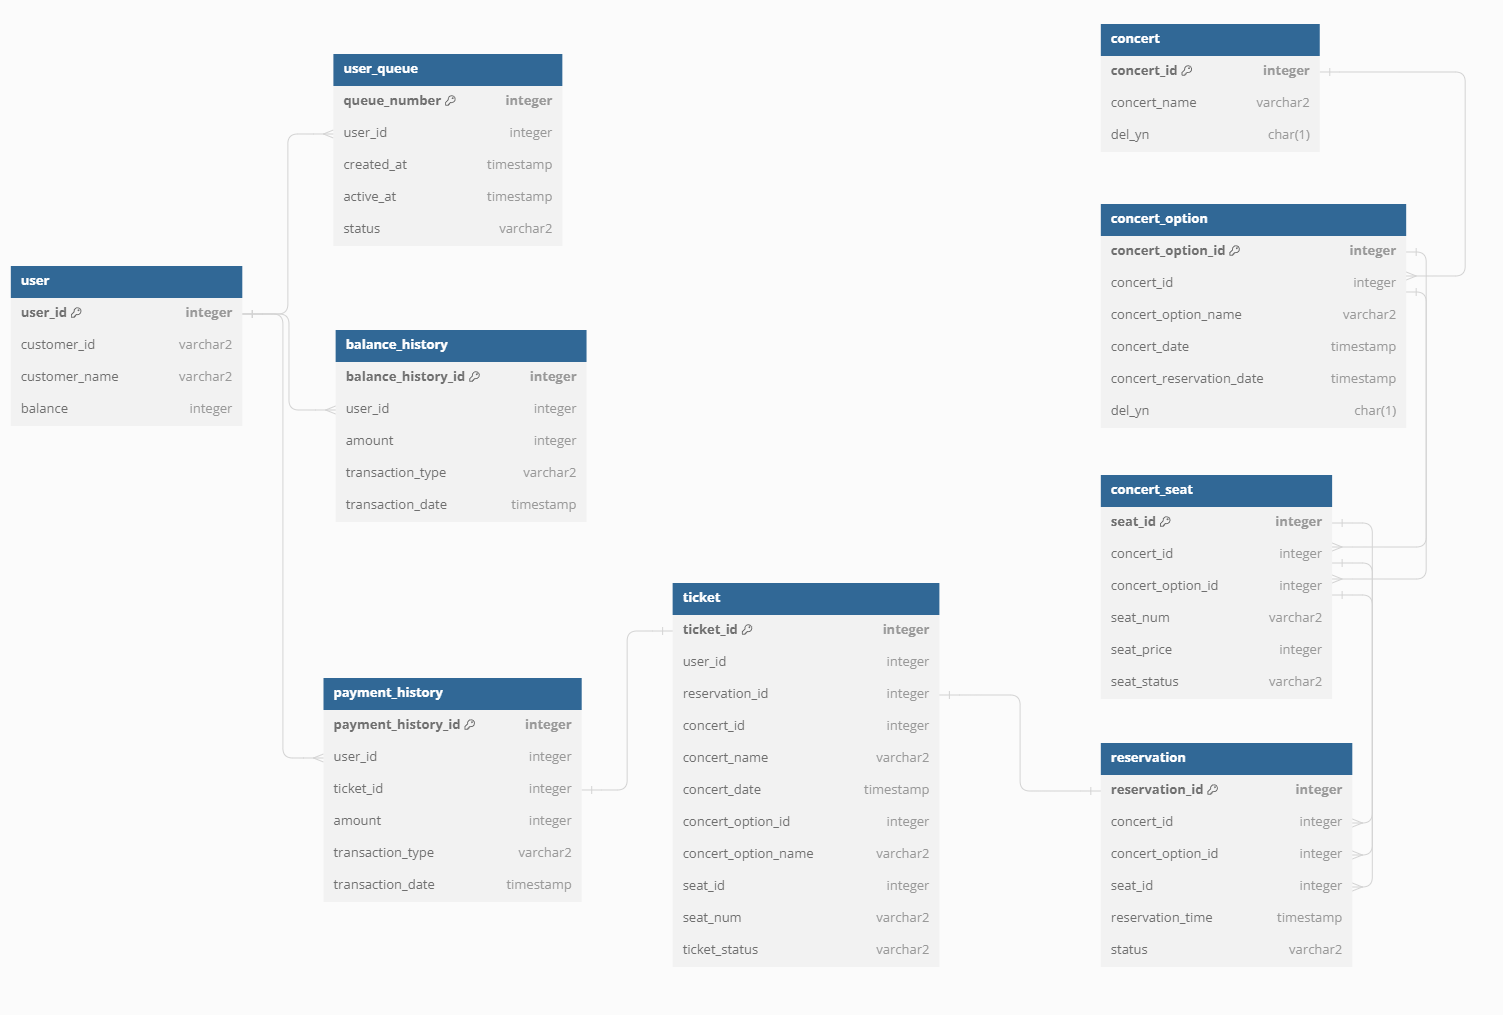 user_queue
queue_number integer
user_id integer
created_at timestamp
active_at timestamp
status varchar2
user
user_id integer
customer_id varchar2
customer_name varchar2
balance integer
balance_history
balance_history_id integer
user_id integer
amount integer
transaction_type varchar2
transaction_date timestamp
payment_history
payment_history_id integer
user_id integer
ticket_id integer
amount integer
transaction_type varchar2
transaction_date timestamp
ticket
ticket_id integer
user_id integer
reservation_id integer
concert_id integer
concert_name varchar2
concert_date timestamp
concert_option_id integer
concert_option_name varchar2
seat_id integer
seat_num varchar2
ticket_status varchar2
concert
concert_id integer
concert_name varchar2
del_yn char(1)
concert_option
concert_option_id integer
concert_id integer
concert_option_name varchar2
concert_date timestamp
concert_reservation_date timestamp
del_yn char(1)
concert_seat
seat_id integer
concert_id integer
concert_option_id integer
seat_num varchar2
seat_price integer
seat_status varchar2
reservation
reservation_id integer
concert_id integer
concert_option_id integer
seat_id integer
reservation_time timestamp
status varchar2